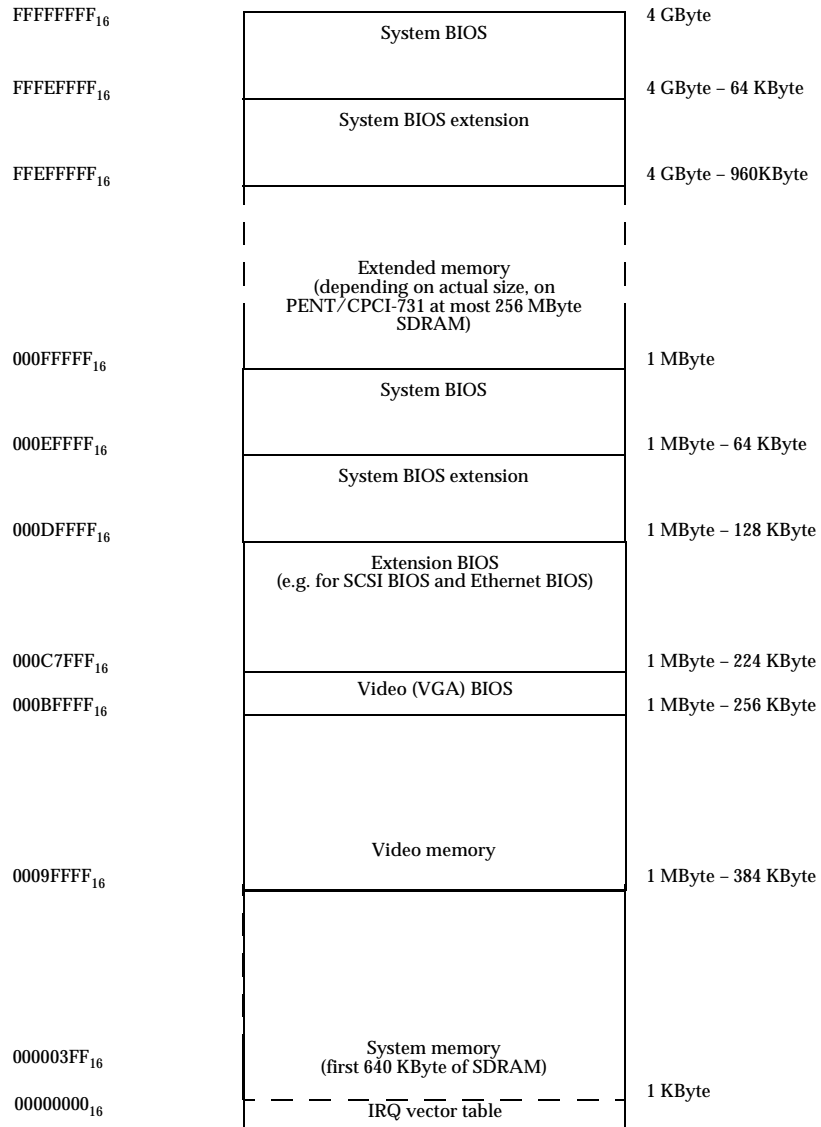 FFFFFFFF₁₆ System BIOS 4 GByte
FFFEFFFF₁₆ 4 GByte – 64 KByte
System BIOS extension
FFEFFFFF₁₆ 4 GByte – 960KByte
Extended memory
(depending on actual size, on
PENT/CPCI-731 at most 256 MByte
SDRAM)
000FFFFF₁₆ 1 MByte
System BIOS
000EFFFF₁₆ 1 MByte – 64 KByte
System BIOS extension
000DFFFF₁₆ 1 MByte – 128 KByte
Extension BIOS
(e.g. for SCSI BIOS and Ethernet BIOS)
000C7FFF₁₆ 1 MByte – 224 KByte
Video (VGA) BIOS
000BFFFF₁₆ 1 MByte – 256 KByte
Video memory
0009FFFF₁₆ 1 MByte – 384 KByte
System memory
000003FF₁₆ (first 640 KByte of SDRAM)
1 KByte
00000000₁₆ IRQ vector table